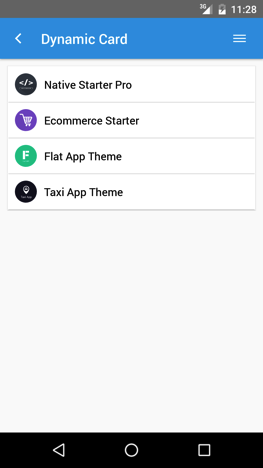 3G
11:28
Dynamic Card
</>
Native Starter Pro
Ecommerce Starter
F
Flat App Theme
Taxi App Theme